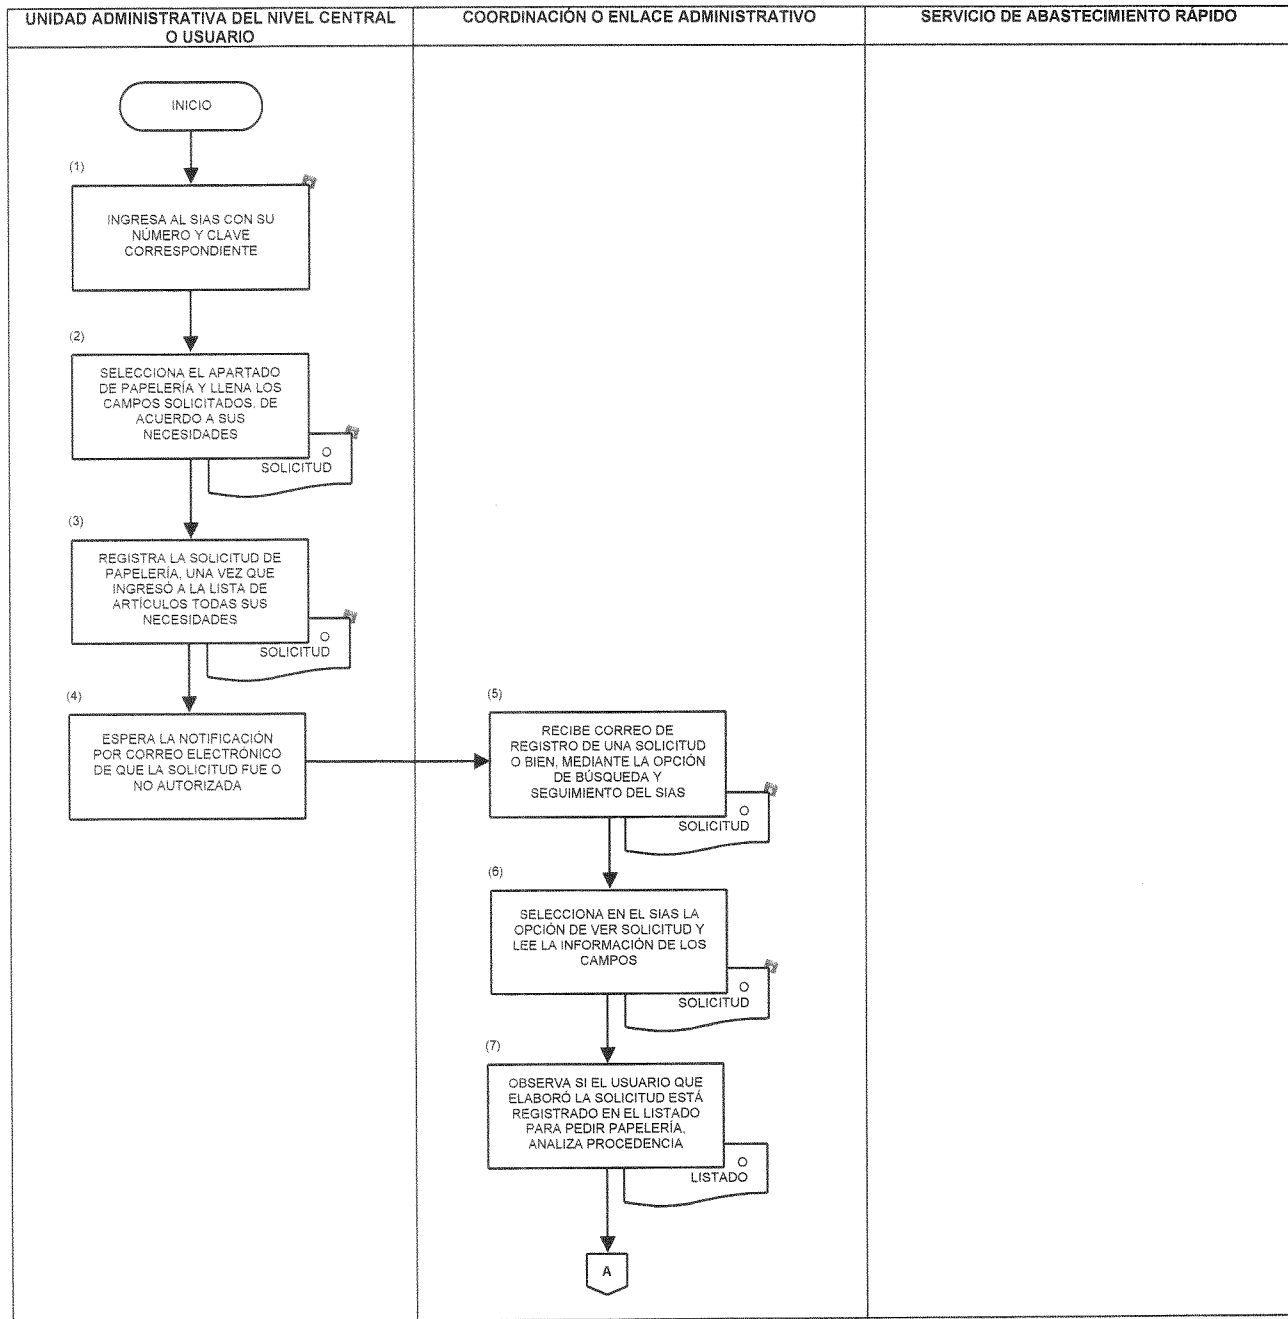 UNIDAD ADMINISTRATIVA DEL NIVEL CENTRAL
O USUARIO
COORDINACIÓN O ENLACE ADMINISTRATIVO
SERVICIO DE ABASTECIMIENTO RÁPIDO
INICIO
(1)
INGRESA AL SIAS CON SU
NÚMERO Y CLAVE
CORRESPONDIENTE
(2)
SELECCIONA EL APARTADO
DE PAPELERÍA Y LLENA LOS
CAMPOS SOLICITADOS, DE
ACUERDO A SUS
NECESIDADES
O
SOLICITUD
(3)
REGISTRA LA SOLICITUD DE
PAPELERÍA, UNA VEZ QUE
INGRESÓ A LA LISTA DE
ARTÍCULOS TODAS SUS
NECESIDADES
O
SOLICITUD
(4)
ESPERA LA NOTIFICACIÓN
POR CORREO ELECTRÓNICO
DE QUE LA SOLICITUD FUE O
NO AUTORIZADA
(5)
RECIBE CORREO DE
REGISTRO DE UNA SOLICITUD
O BIEN, MEDIANTE LA OPCIÓN
DE BÚSQUEDA Y
SEGUIMIENTO DEL SIAS
O
SOLICITUD
(6)
SELECCIONA EN EL SIAS LA
OPCIÓN DE VER SOLICITUD Y
LEE LA INFORMACIÓN DE LOS
CAMPOS
O
SOLICITUD
(7)
OBSERVA SI EL USUARIO QUE
ELABORÓ LA SOLICITUD ESTÁ
REGISTRADO EN EL LISTADO
PARA PEDIR PAPELERÍA,
ANALIZA PROCEDENCIA
O
LISTADO
A